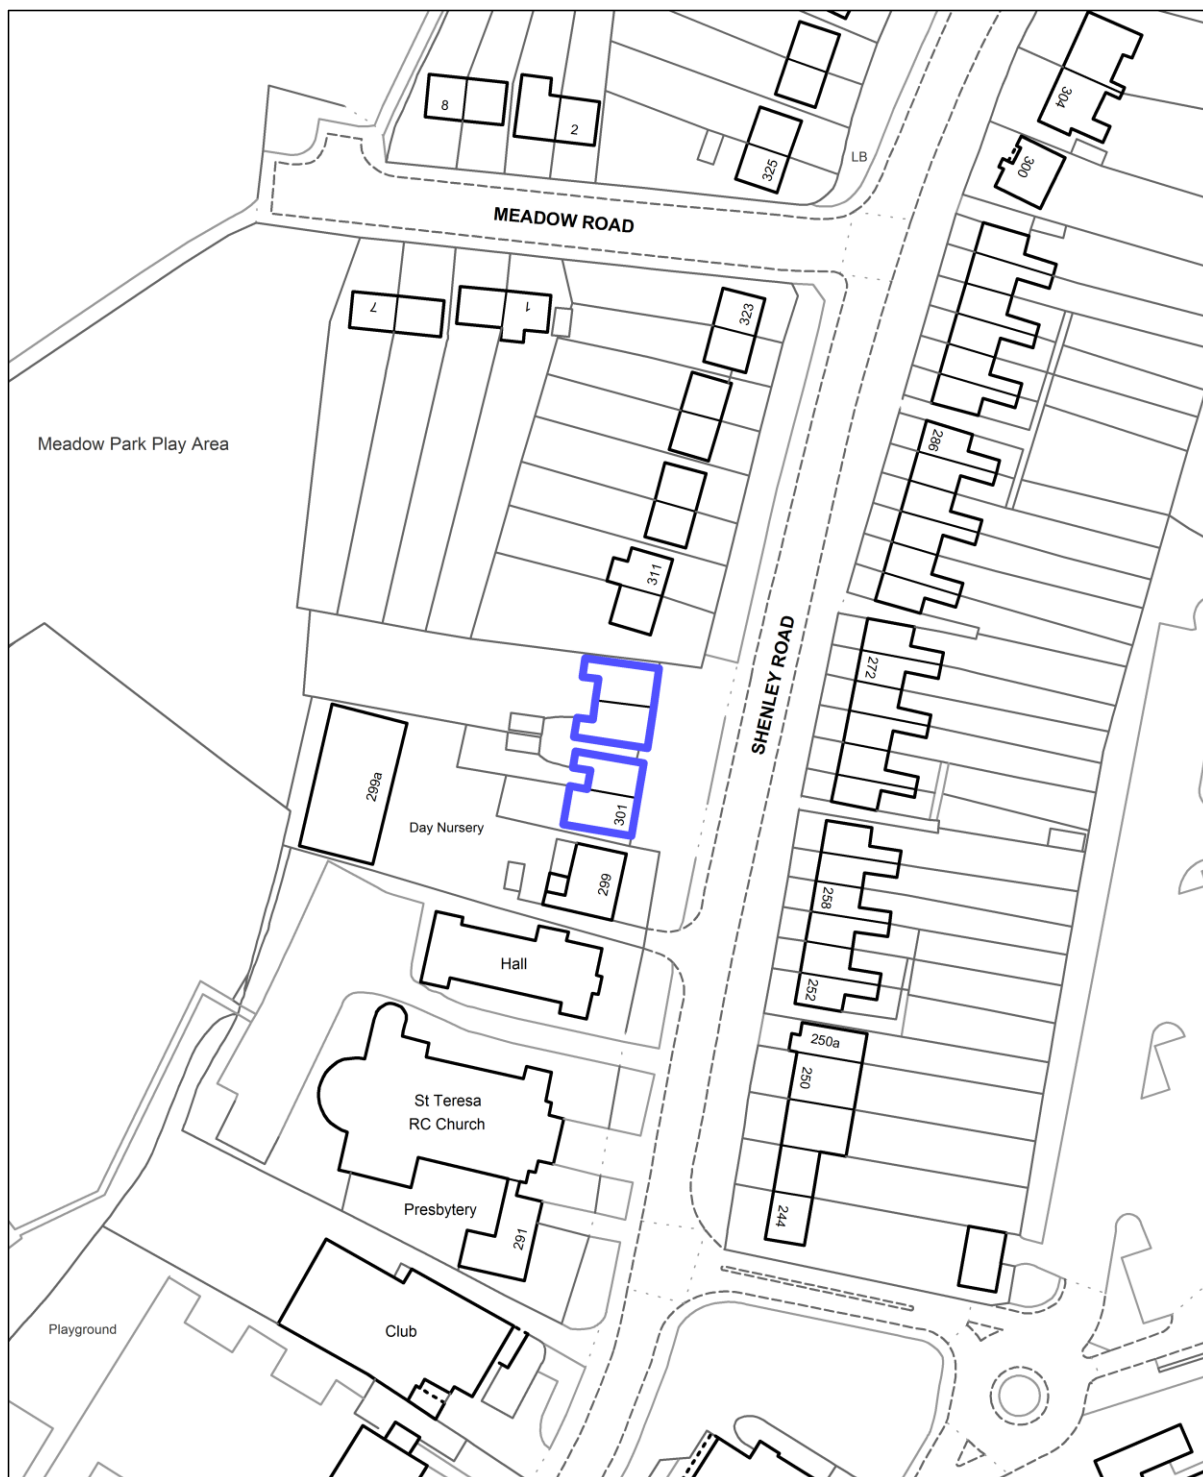 304
8
2
LB
325
300
MEADOW ROAD
7
1
323
286
Meadow Park Play Area
311
SHENLEY ROAD
272
299a
301
Day Nursery
299
258
Hall
252
250a
250
St Teresa
RC Church
Presbytery
291
244
Club
Playground